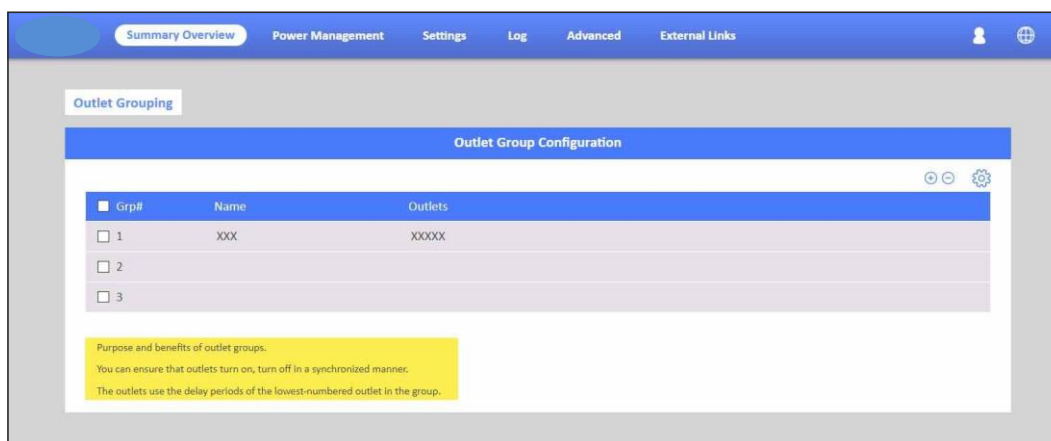 Summary Overview Power Management Settings Log Advanced External Links
Outlet Grouping
Outlet Group Configuration
Grp# Name Outlets
1 XXX XXXXX
2
3
Purpose and benefits of outlet groups.
You can ensure that outlets turn on, turn off in a synchronized manner.
The outlets use the delay periods of the lowest-numbered outlet in the group.